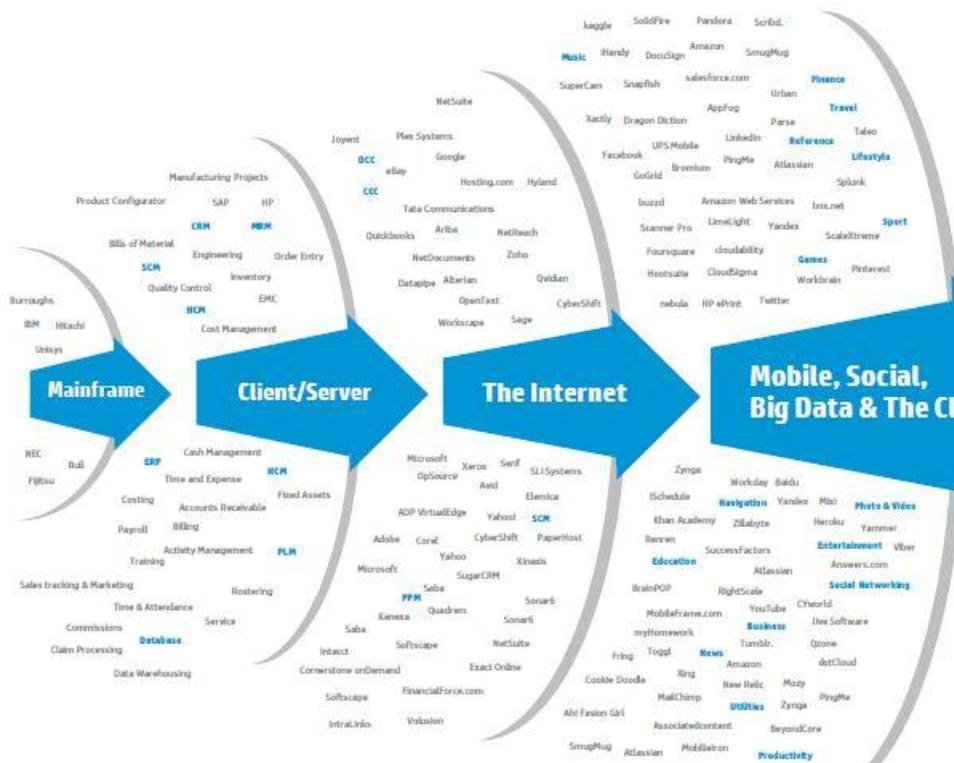 Burroughs
IBM Hitachi
Unisys
Mainframe
NEC
Bull
Fijitsu
Manufacturing Projects
Product Configurator SAP HP
CRM MRM
Bills of Material Engineering Order Entry
SCM
Quality Control Inventory
HCM EMC
Cost Management
Client/Server
Cash Management
ERP HCM
Time and Expense
Costing Fixed Assets
Accounts Receivable
Payroll Billing
Activity Management PLM
Training
Sales tracking & Marketing Rostering
Time & Attendance
Commissions Service
Database
Claim Processing
Data Warehousing
NetSuite
Joyent Plex Systems
DCC Google
eBay
CCC Hosting.com Hyland
Tata Communications
Quickbooks Ariba NetReach
NetDocuments Zoho
Datapipe Alterian Qvidian
OpenText CyberShift
Workscape Sage
The Internet
Microsoft Xerox Serif SLI Systems
OpSource Avid
Elemica
ADP VirtualEdge Yahoo! SCM
Adobe Corel CyberShift PaperHost
Yahoo Kinaxis
Microsoft SugarCRM
Saba
PPM Sonar6
Kenexa Quadrem
Saba Sonar6
Intacct Softscape NetSuite
Cornerstone onDemand Exact Online
Softscape FinancialForce.com
IntraLinks Volusion
kaggle SolidFire Pandora Scribd.
Music iHandy DocuSign Amazon SmugMug
SuperCam Snapfish salesforce.com Finance
Urban
Xactly Dragon Diction AppFog Parse Travel
UPS Mobile LinkedIn Reference Taleo
Facebook Bromium PingMe Atlassian Lifestyle
GoGrid Splunk
buzzd Amazon Web Services box.net
Scanner Pro LimeLight Yandex Sport
ScaleXtreme
Foursquare cloudability Games
Hootsuite CloudSigma Workbrain Pinterest
nebula HP ePrint Twitter
Mobile, Social,
Big Data & The Cl
Zynga
Workday Baidu
iSchedule Navigation Yandex Mixi Photo & Video
Khan Academy Zillabyte Heroku Yammer
Renren Entertainment Viber
Education SuccessFactors Answers.com
Atlassian
BrainPOP RightScale Social Networking
MobileFrame.com YouTube CYworld
Business Jive Software
myHomework Tumblr. Qzone
Fring Toggl News
Amazon dotCloud
Cookie Doodle Xing New Relic Mozy
MailChimp PingMe
Ah! Fasion Girl Utilities Zynga
Associatedcontent BeyondCore
SmugMug Atlassian MobileIron Productivity